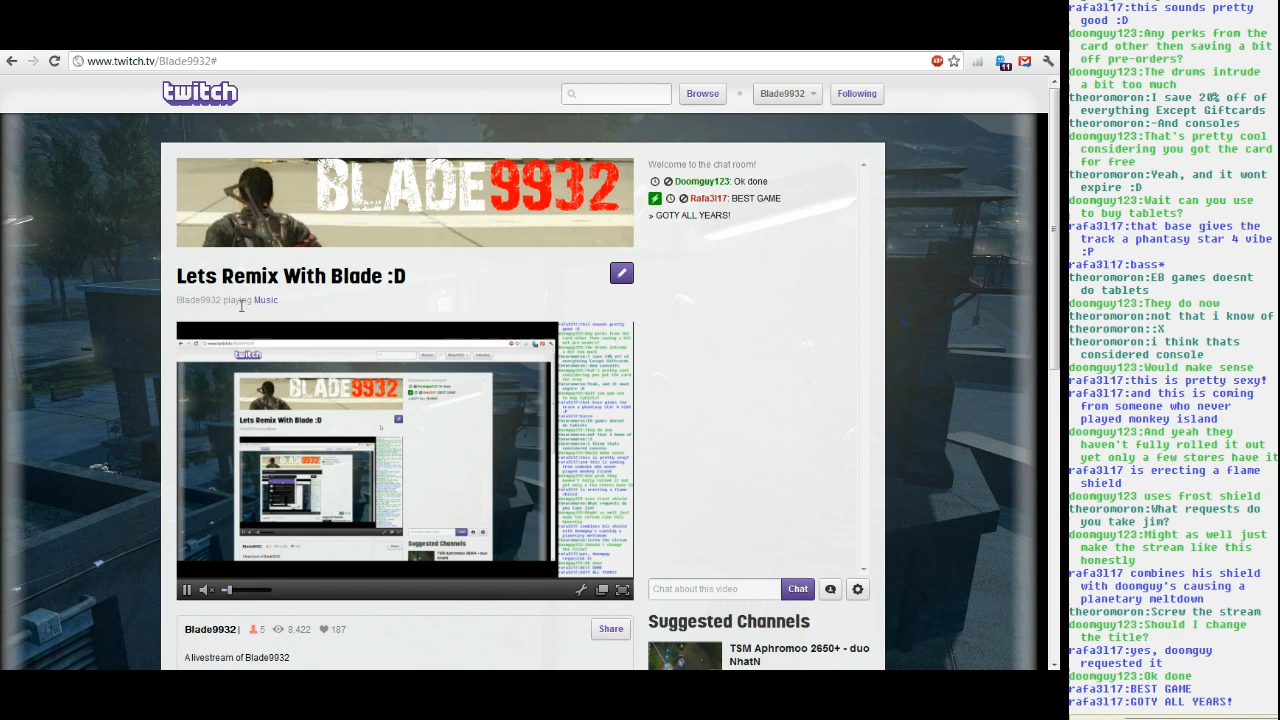 www.twitch.tv/Blade9932#
11
twitch
Browse
Blade9932
Following
BLADE9932
Lets Remix With Blade :D
Blade9932 playing Music
Welcome to the chat room!
Doomguy123: Ok done
Rafa3l17: BEST GAME
» GOTY ALL YEARS!
twitch
BLADE9932
Lets Remix With Blade :D
Suggested Channels
Chat about this video
Chat
Blade9932 |
5
8,422
187
Share
A livestream of Blade9932
Suggested Channels
TSM Aphromoo 2650+ - duo
NhatN
rafa3l17:this sounds pretty
good :D
doomguy123:Any perks from the
card other then saving a bit
off pre-orders?
doomguy123:The drums intrude
a bit too much
theoromoron:I save 20% off of
everything Except Giftcards
theoromoron:-And consoles
doomguy123:That's pretty cool
considering you got the card
for free
theoromoron:Yeah, and it wont
expire :D
doomguy123:Wait can you use
to buy tablets?
rafa3l17:that base gives the
track a phantasy star 4 vibe
:P
rafa3l17:bass*
theoromoron:EB games doesnt
do tablets
doomguy123:They do now
theoromoron:not that i know of
theoromoron::X
theoromoron:i think thats
considered console
doomguy123:Would make sense
rafa3l17:this is pretty sexy!
rafa3l17:and this is coming
from someone who never
played monkey island
doomguy123:And yeah they
haven't fully rolled it out
yet only a few stores have it
rafa3l17 is erecting a flame
shield
doomguy123 uses frost shield
theoromoron:What requests do
you take jim?
doomguy123:Might as well just
make the stream like this
honestly
rafa3l17 combines his shield
with doomguy's causing a
planetary meltdown
theoromoron:Screw the stream
doomguy123:Should I change
the title?
rafa3l17:yes, doomguy
requested it
doomguy123:Ok done
rafa3l17:BEST GAME
rafa3l17:GOTY ALL YEARS!